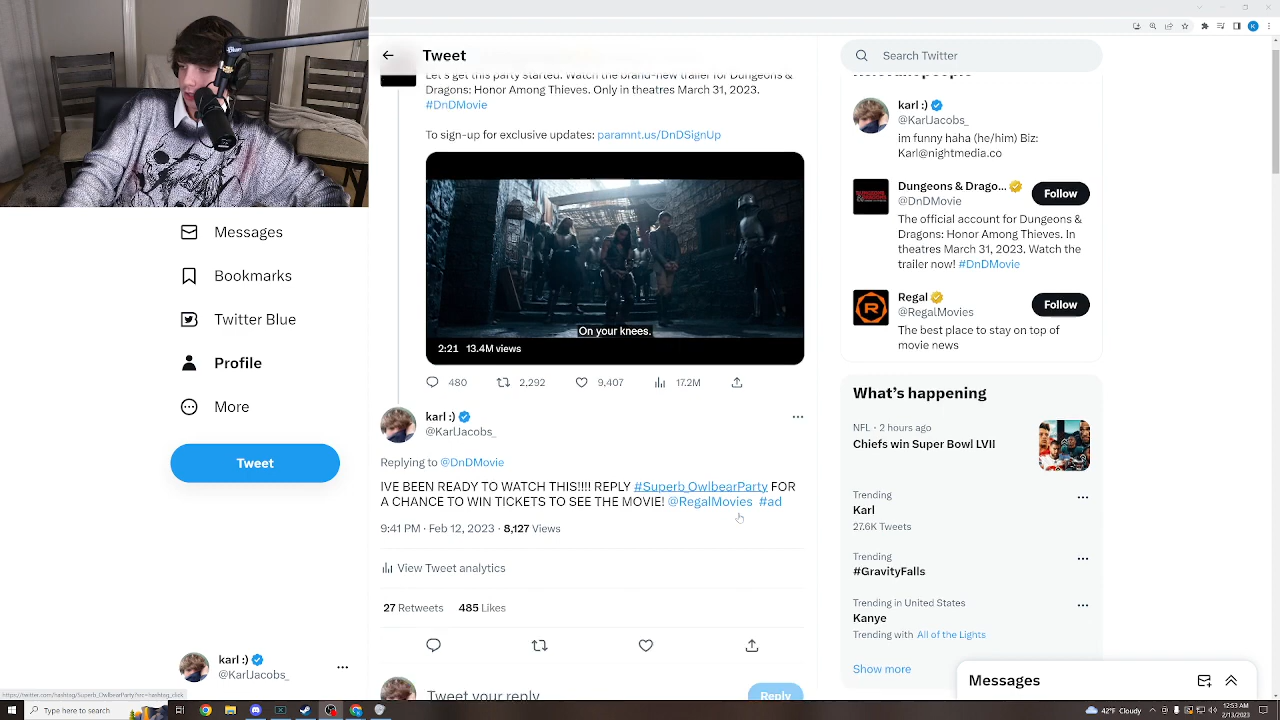 Tweet
Search Twitter
Let's get this party started. Watch the brand-new trailer for Dungeons &
Dragons: Honor Among Thieves. Only in theatres March 31, 2023.
#DnDMovie
To sign-up for exclusive updates: paramnt.us/DnDSignUp
On your knees.
2:21 13.4M views
480 2,292 9,407 17.2M
karl :)
@KarlJacobs_
Replying to @DnDMovie
IVE BEEN READY TO WATCH THIS!!!! REPLY #Superb_OwlbearParty FOR
A CHANCE TO WIN TICKETS TO SEE THE MOVIE! @RegalMovies #ad
9:41 PM · Feb 12, 2023 · 8,127 Views
View Tweet analytics
27 Retweets 485 Likes
Tweet your reply
Reply
Messages
Bookmarks
Twitter Blue
Profile
More
Tweet
karl :)
@KarlJacobs_
https://twitter.com/hashtag/Superb_OwlbearParty?src=hashtag_click
karl :)
@KarlJacobs_
im funny haha (he/him) Biz:
Karl@nightmedia.co
Dungeons & Drago...
@DnDMovie
Follow
The official account for Dungeons &
Dragons: Honor Among Thieves. In
theatres March 31, 2023. Watch the
trailer now! #DnDMovie
Regal
@RegalMovies
Follow
The best place to stay on top of
movie news
What's happening
NFL · 2 hours ago
Chiefs win Super Bowl LVII
Trending
Karl
27.6K Tweets
Trending
#GravityFalls
Trending in United States
Kanye
Trending with All of the Lights
Show more
Messages
Type here to search
42°F Cloudy
12:53 AM
2/13/2023